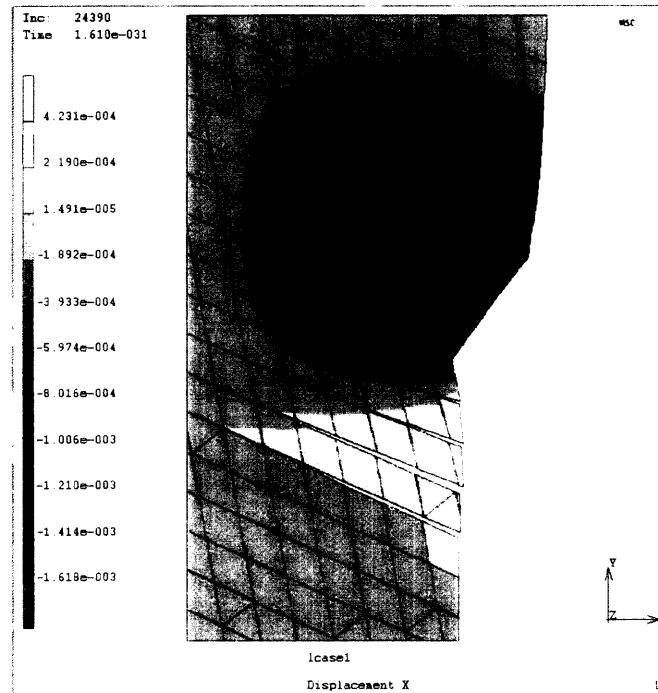 Inc: 24390
Time 1.610e-031
MSC
4.231e-004
2.190e-004
1.491e-005
-1.892e-004
-3.933e-004
-5.974e-004
-8.016e-004
-1.006e-003
-1.210e-003
-1.414e-003
-1.618e-003
Y
Z
lcase1
Displacement X